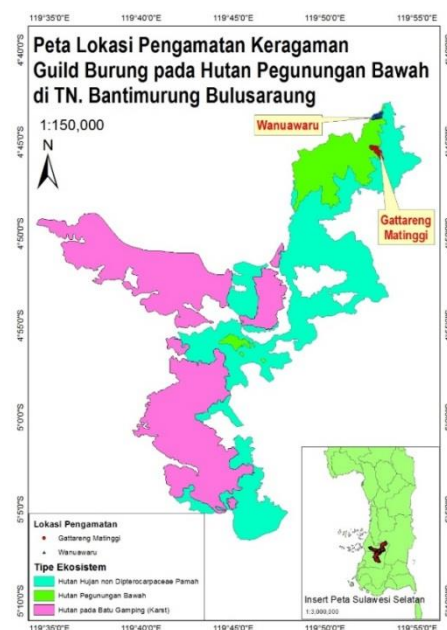 119°35'0"E 119°40'0"E 119°45'0"E 119°50'0"E 119°55'0"E
Peta Lokasi Pengamatan Keragaman
Guild Burung pada Hutan Pegunungan Bawah
di TN. Bantimurung Bulusaraung
1:150,000
N
Wanuawaru
Gattareng
Matinggi
4°40'0"S
4°45'0"S
4°50'0"S
4°55'0"S
5°0'0"S
5°5'0"S
5°10'0"S
Lokasi Pengamatan
Gattareng Matinggi
Wanuawaru
Tipe Ekosistem
Hutan Hujan non Dipterocarpaceae Pamah
Hutan Pegunungan Bawah
Hutan pada Batu Gamping (Karst)
Insert Peta Sulawesi Selatan
119°35'0"E 119°40'0"E 119°45'0"E 119°50'0"E 119°55'0"E